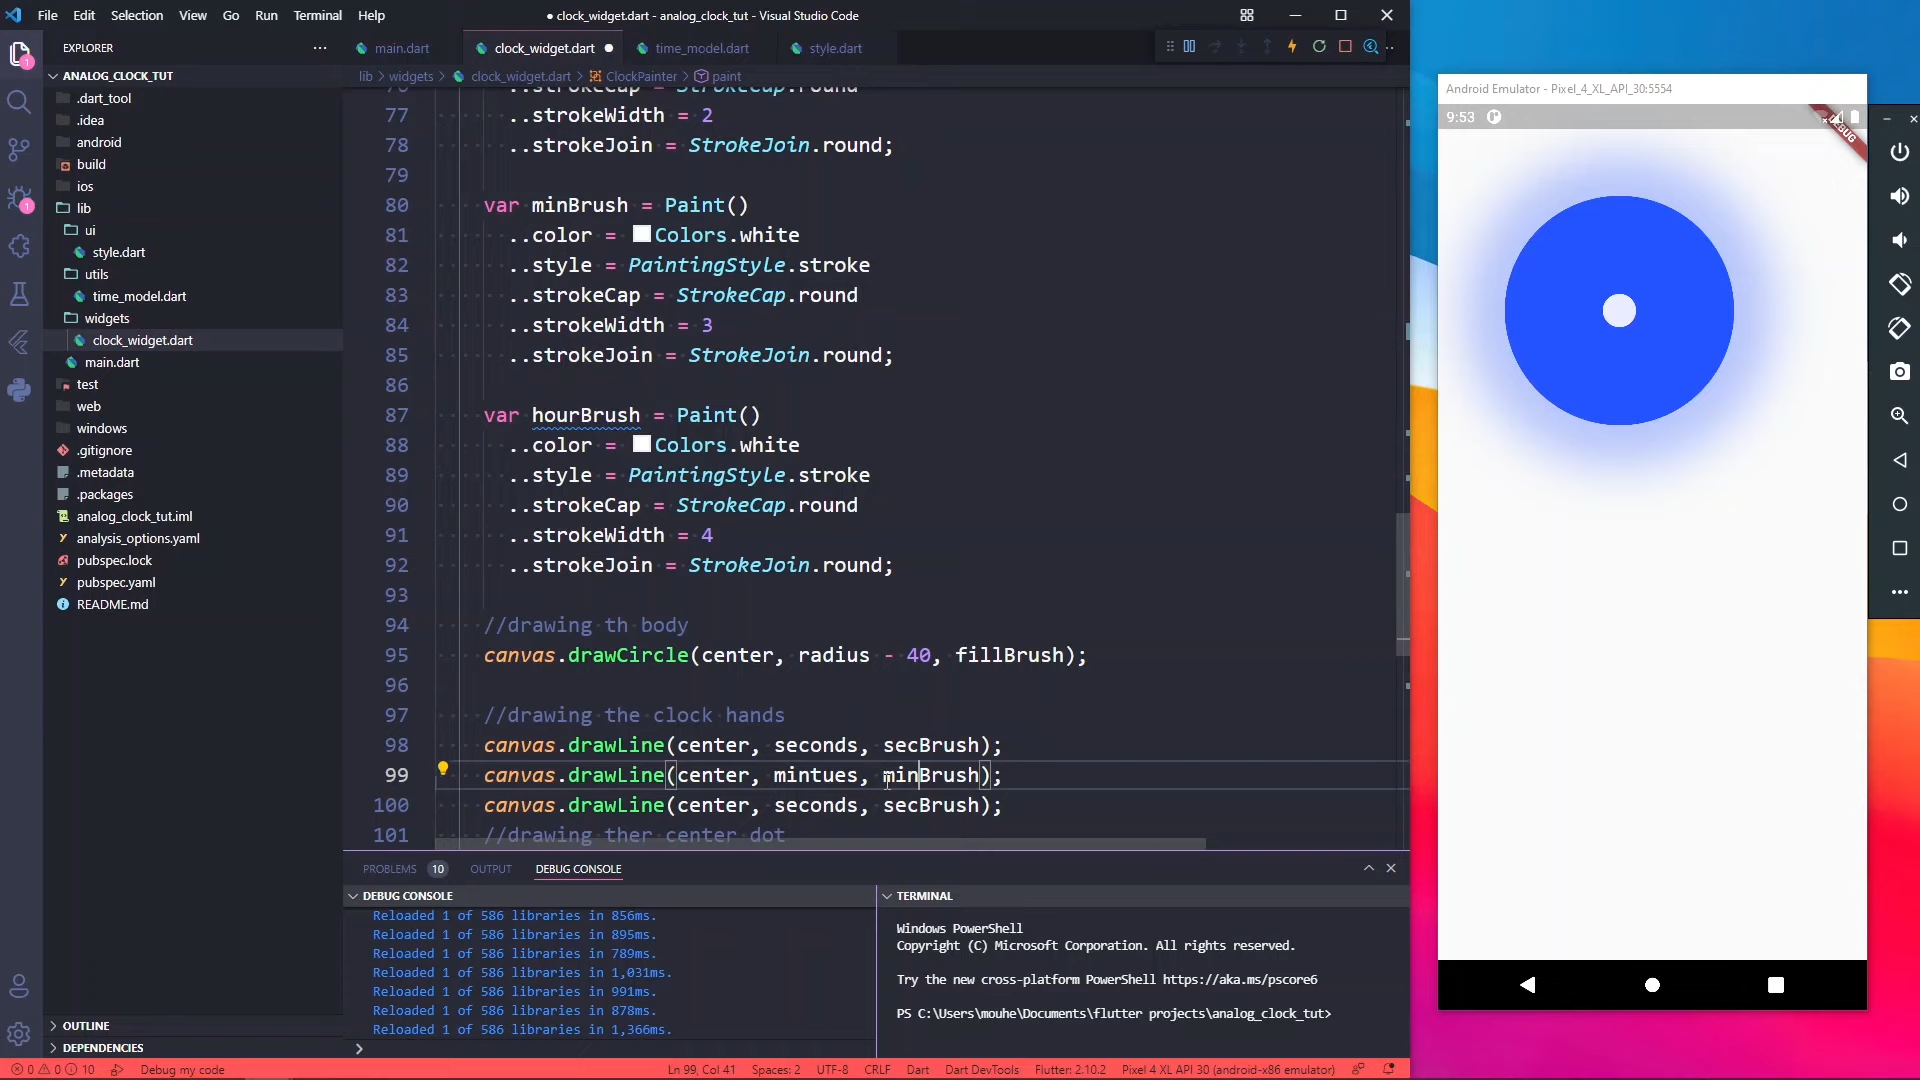 File Edit Selection View Go Run Terminal Help
● clock_widget.dart - analog_clock_tut - Visual Studio Code
EXPLORER
main.dart
clock_widget.dart
time_model.dart
style.dart
ANALOG_CLOCK_TUT
.dart_tool
.idea
android
build
ios
lib
ui
style.dart
utils
time_model.dart
widgets
clock_widget.dart
main.dart
test
web
windows
.gitignore
.metadata
.packages
analog_clock_tut.iml
analysis_options.yaml
pubspec.lock
pubspec.yaml
README.md
OUTLINE
DEPENDENCIES
lib > widgets > clock_widget.dart > ClockPainter > paint
76 ..strokeCap = StrokeCap.round
77 ..strokeWidth = 2
78 ..strokeJoin = StrokeJoin.round;
79
80 var minBrush = Paint()
81 ..color = Colors.white
82 ..style = PaintingStyle.stroke
83 ..strokeCap = StrokeCap.round
84 ..strokeWidth = 3
85 ..strokeJoin = StrokeJoin.round;
86
87 var hourBrush = Paint()
88 ..color = Colors.white
89 ..style = PaintingStyle.stroke
90 ..strokeCap = StrokeCap.round
91 ..strokeWidth = 4
92 ..strokeJoin = StrokeJoin.round;
93
94 //drawing th body
95 canvas.drawCircle(center, radius - 40, fillBrush);
96
97 //drawing the clock hands
98 canvas.drawLine(center, seconds, secBrush);
99 canvas.drawLine(center, mintues, minBrush);
100 canvas.drawLine(center, seconds, secBrush);
101 //drawing ther center dot
PROBLEMS 10 OUTPUT DEBUG CONSOLE
DEBUG CONSOLE
Reloaded 1 of 586 libraries in 856ms.
Reloaded 1 of 586 libraries in 895ms.
Reloaded 1 of 586 libraries in 789ms.
Reloaded 1 of 586 libraries in 1,031ms.
Reloaded 1 of 586 libraries in 991ms.
Reloaded 1 of 586 libraries in 878ms.
Reloaded 1 of 586 libraries in 1,366ms.
TERMINAL
Windows PowerShell
Copyright (C) Microsoft Corporation. All rights reserved.
Try the new cross-platform PowerShell https://aka.ms/pscore6
PS C:\Users\mouhe\Documents\flutter projects\analog_clock_tut>
0 0 10 Debug my code
Ln 99, Col 41 Spaces: 2 UTF-8 CRLF Dart Dart DevTools Flutter: 2.10.2 Pixel 4 XL API 30 (android-x86 emulator)
Android Emulator - Pixel_4_XL_API_30:5554
9:53
DEBUG